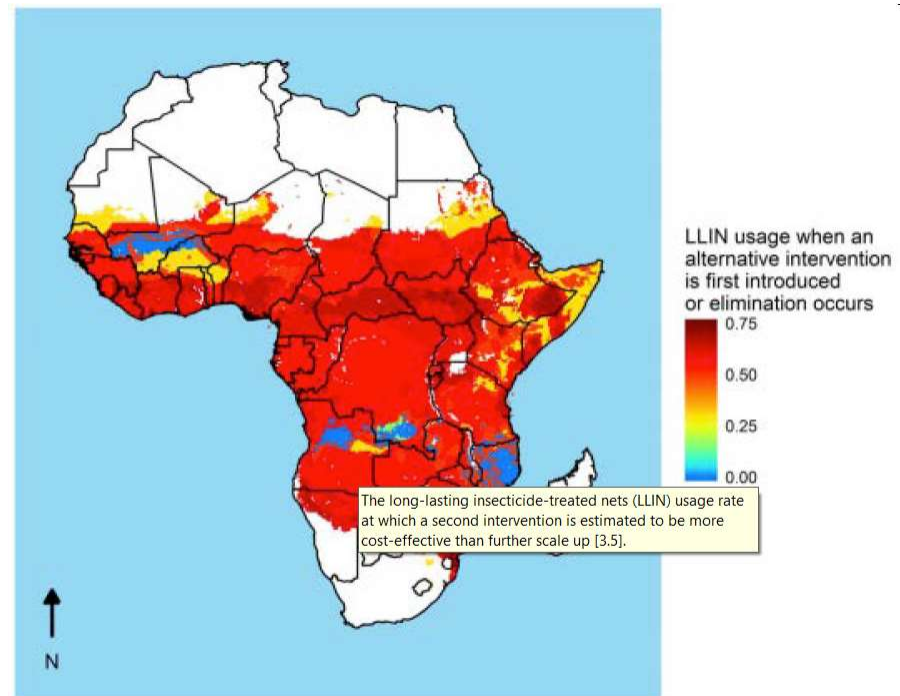 LLIN usage when an
alternative intervention
is first introduced
or elimination occurs
0.75
0.50
0.25
0.00
The long-lasting insecticide-treated nets (LLIN) usage rate
at which a second intervention is estimated to be more
cost-effective than further scale up [3.5].
N